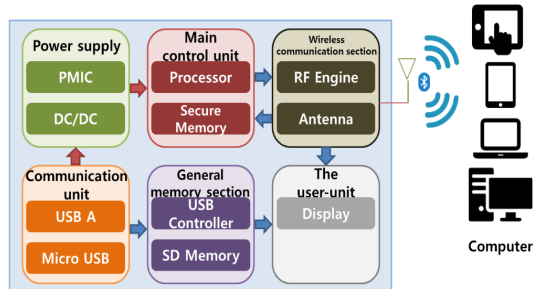 Power supply
PMIC
DC/DC
Main
control unit
Processor
Secure
Memory
Wireless
communication section
RF Engine
Antenna
Communication
unit
USB A
Micro USB
General
memory section
USB
Controller
SD Memory
The
user-unit
Display
Computer